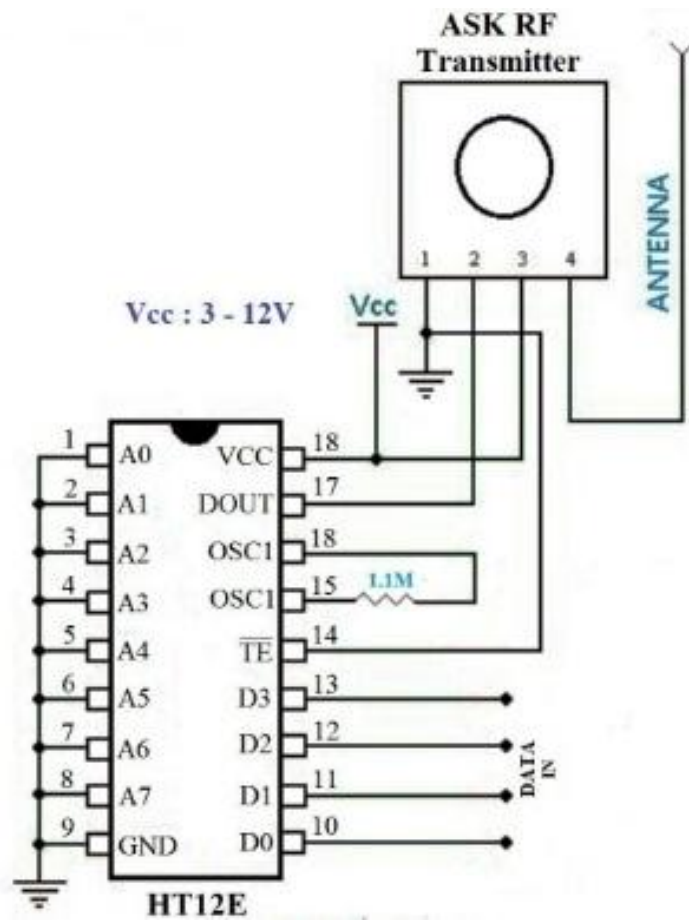 ASK RF
Transmitter
1 2 3 4
ANTENNA
Vcc : 3 - 12V
Vcc
1 A0 VCC 18
2 A1 DOUT 17
3 A2 OSC1 18
4 A3 OSC1 15
1.1M
5 A4 TE 14
6 A5 D3 13
7 A6 D2 12
8 A7 D1 11
9 GND D0 10
DATA
IN
HT12E